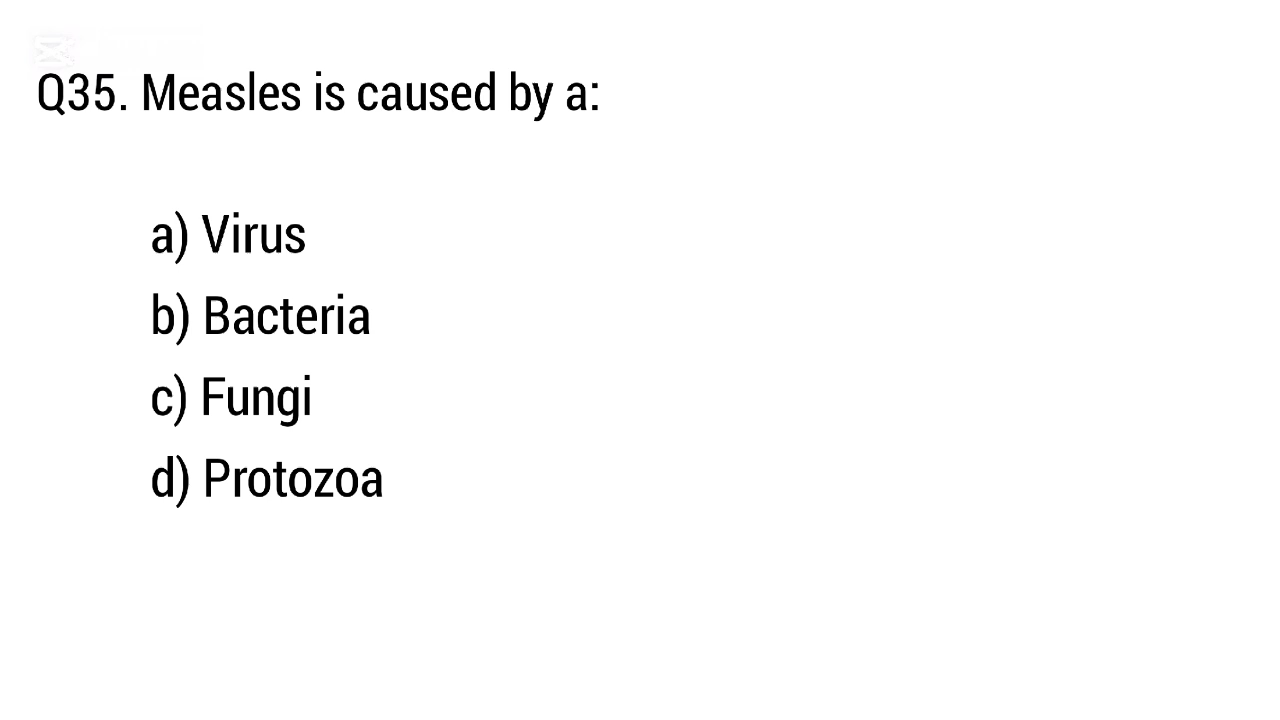 Q35. Measles is caused by a:
a) Virus
b) Bacteria
c) Fungi
d) Protozoa